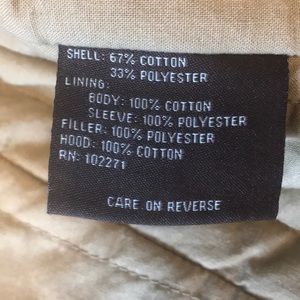 SHELL: 67% COTTON
33% POLYESTER
LINING:
BODY: 100% COTTON
SLEEVE: 100% POLYESTER
FILLER: 100% POLYESTER
HOOD: 100% COTTON
RN: 102271
CARE ON REVERSE